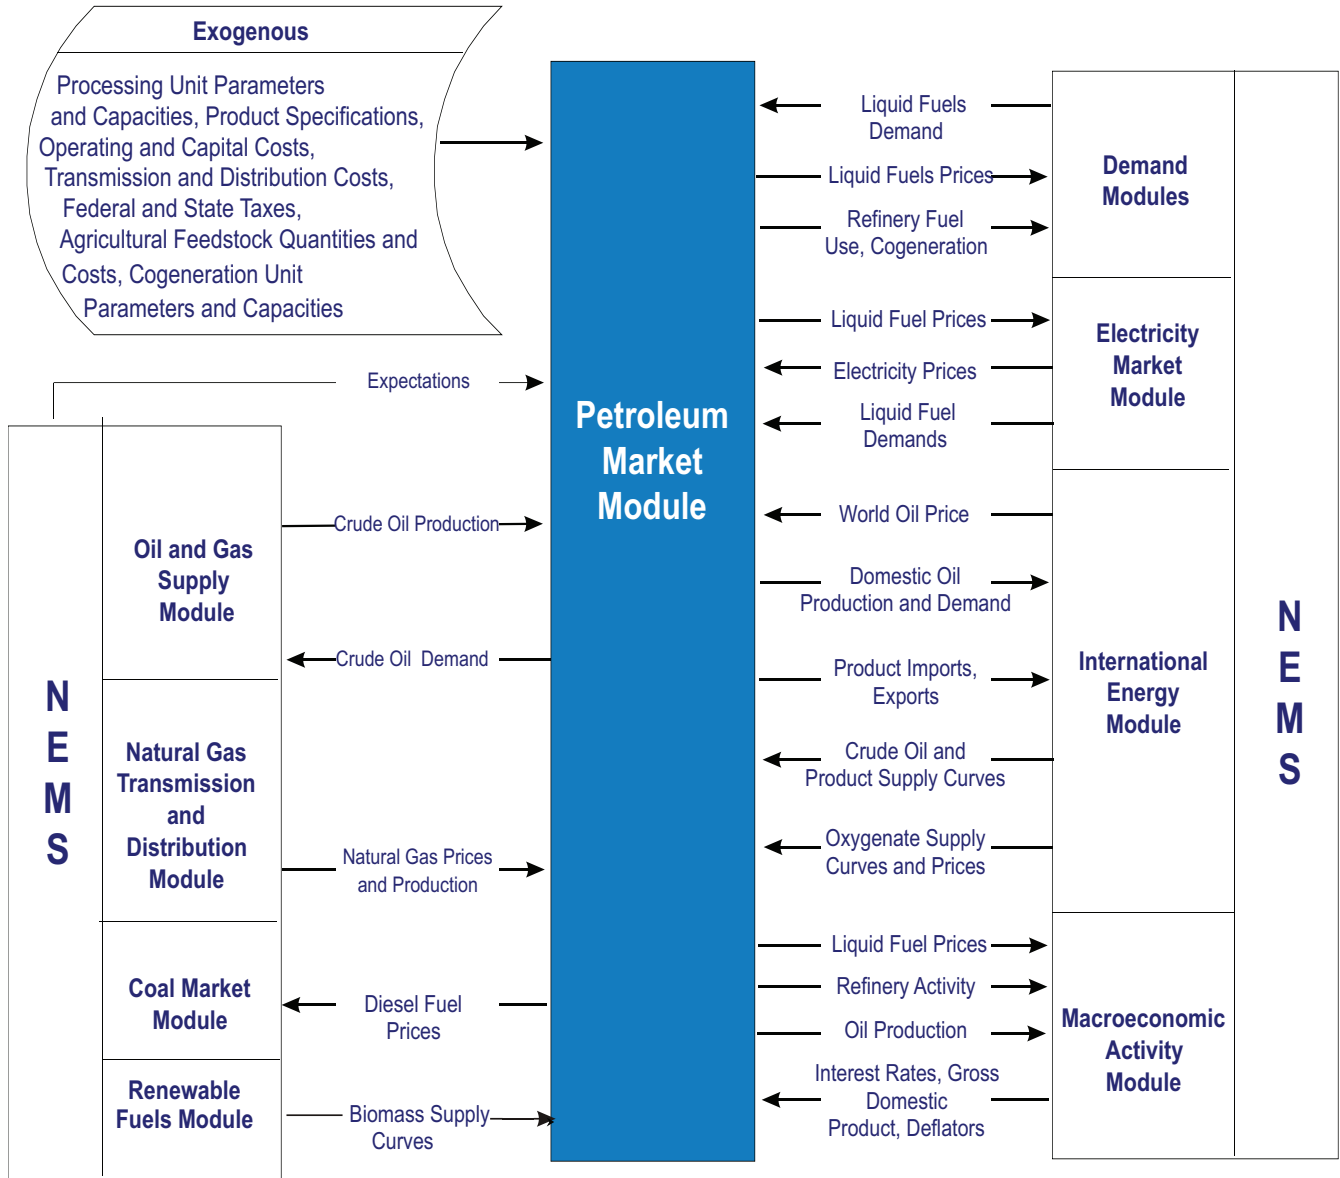 Exogenous
Processing Unit Parameters
and Capacities, Product Specifications,
Operating and Capital Costs,
Transmission and Distribution Costs,
Federal and State Taxes,
Agricultural Feedstock Quantities and
Costs, Cogeneration Unit
Parameters and Capacities
Expectations
N
E
M
S
Oil and Gas
Supply
Module
Crude Oil Production
Crude Oil Demand
Natural Gas
Transmission
and
Distribution
Module
Natural Gas Prices
and Production
Coal Market
Module
Diesel Fuel
Prices
Renewable
Fuels Module
Biomass Supply
Curves
Petroleum
Market
Module
Liquid Fuels
Demand
Liquid Fuels Prices
Refinery Fuel
Use, Cogeneration
Demand
Modules
Liquid Fuel Prices
Electricity Prices
Liquid Fuel
Demands
Electricity
Market
Module
World Oil Price
Domestic Oil
Production and Demand
Product Imports,
Exports
Crude Oil and
Product Supply Curves
Oxygenate Supply
Curves and Prices
International
Energy
Module
Liquid Fuel Prices
Refinery Activity
Oil Production
Interest Rates, Gross
Domestic
Product, Deflators
Macroeconomic
Activity
Module
N
E
M
S